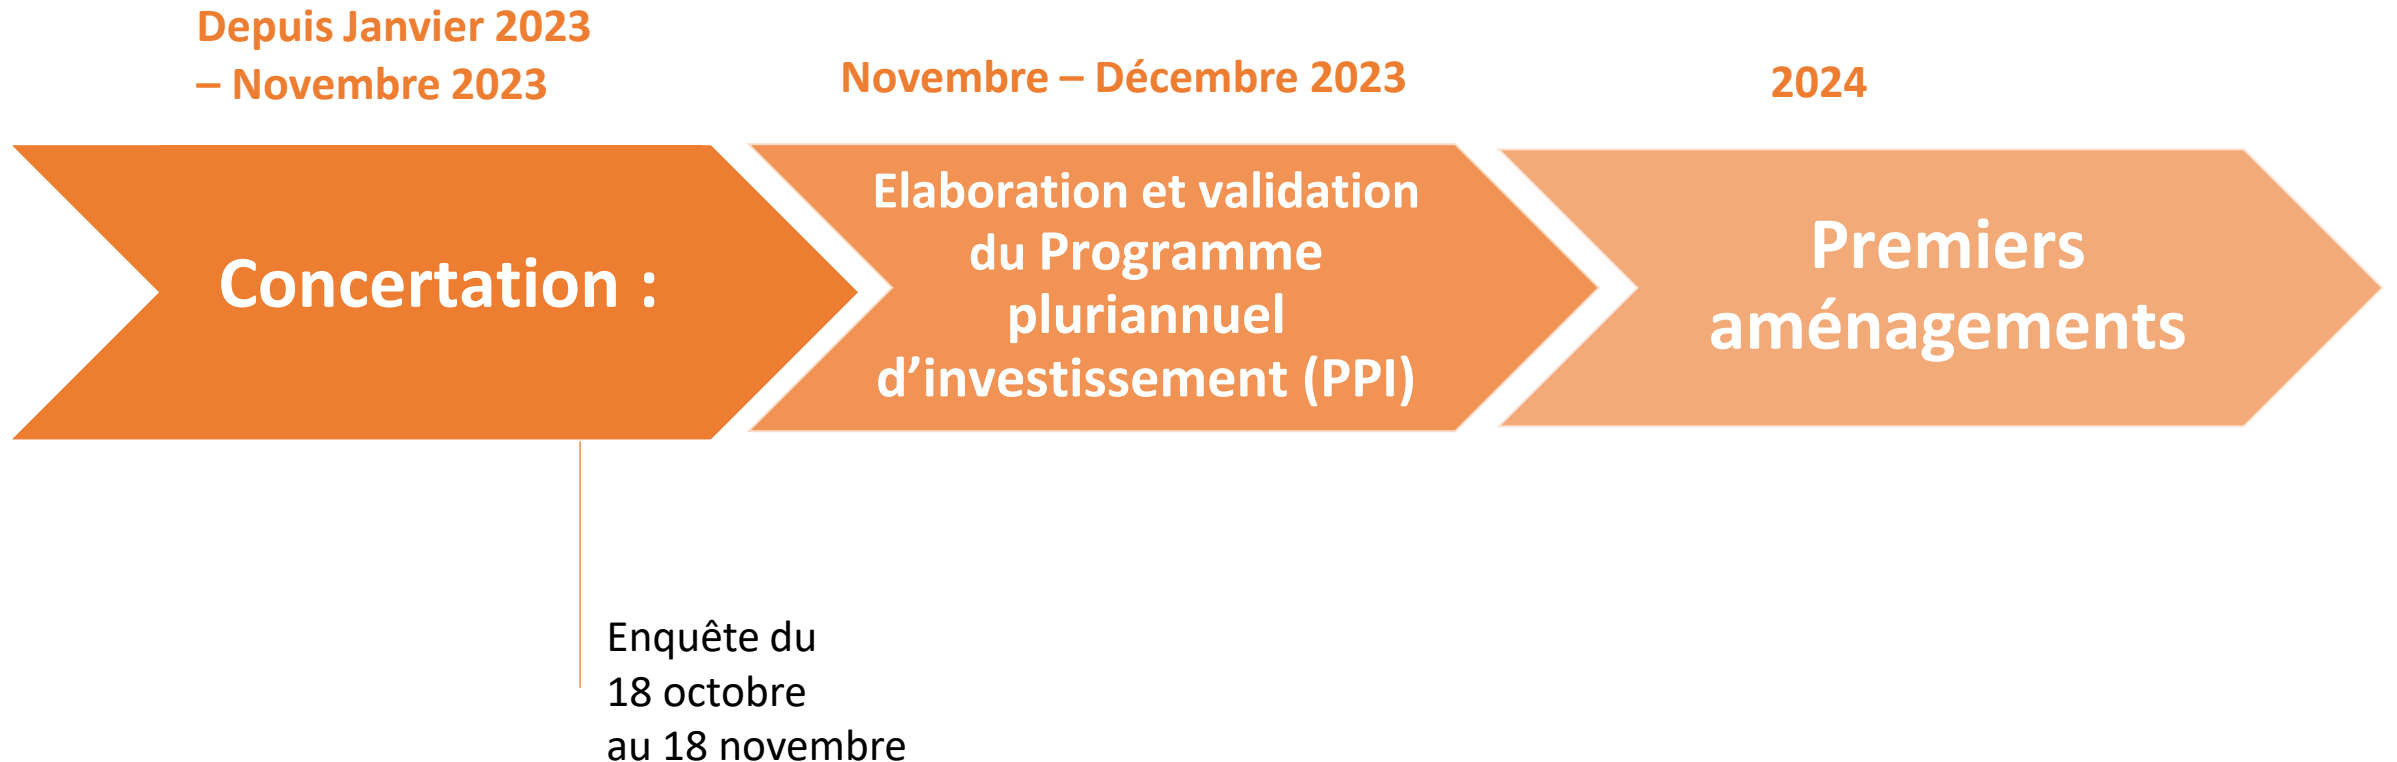 Depuis Janvier 2023
– Novembre 2023
Novembre – Décembre 2023
2024
Concertation :
Elaboration et validation
du Programme
pluriannuel
d’investissement (PPI)
Premiers
aménagements
Enquête du
18 octobre
au 18 novembre